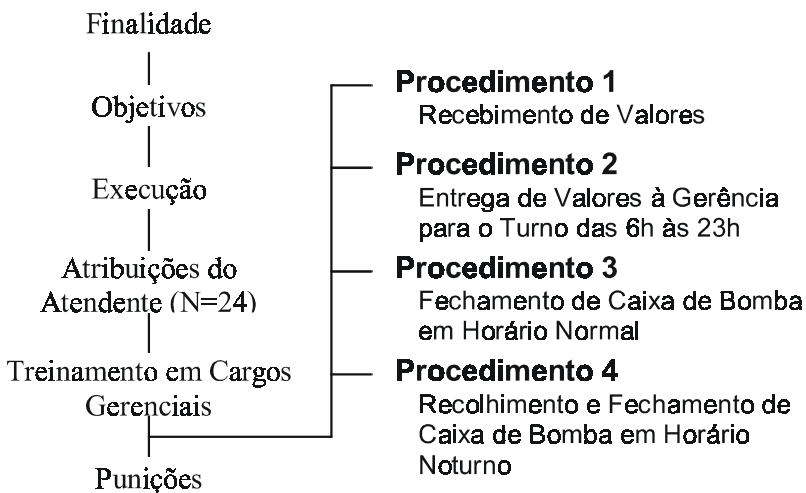 Finalidade
Objetivos
Execução
Atribuições do
Atendente (N=24)
Treinamento em Cargos
Gerenciais
Punições
Procedimento 1
Recebimento de Valores
Procedimento 2
Entrega de Valores à Gerência
para o Turno das 6h às 23h
Procedimento 3
Fechamento de Caixa de Bomba
em Horário Normal
Procedimento 4
Recolhimento e Fechamento de
Caixa de Bomba em Horário
Noturno